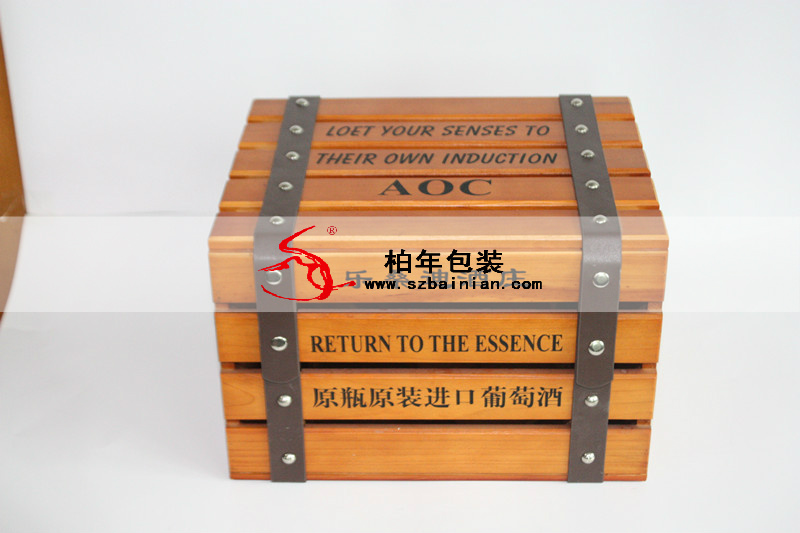 LOET YOUR SENSES TO
THEIR OWN INDUCTION
AOC
®
柏年包装
www.szbainian.com
RETURN TO THE ESSENCE
原瓶原装进口葡萄酒